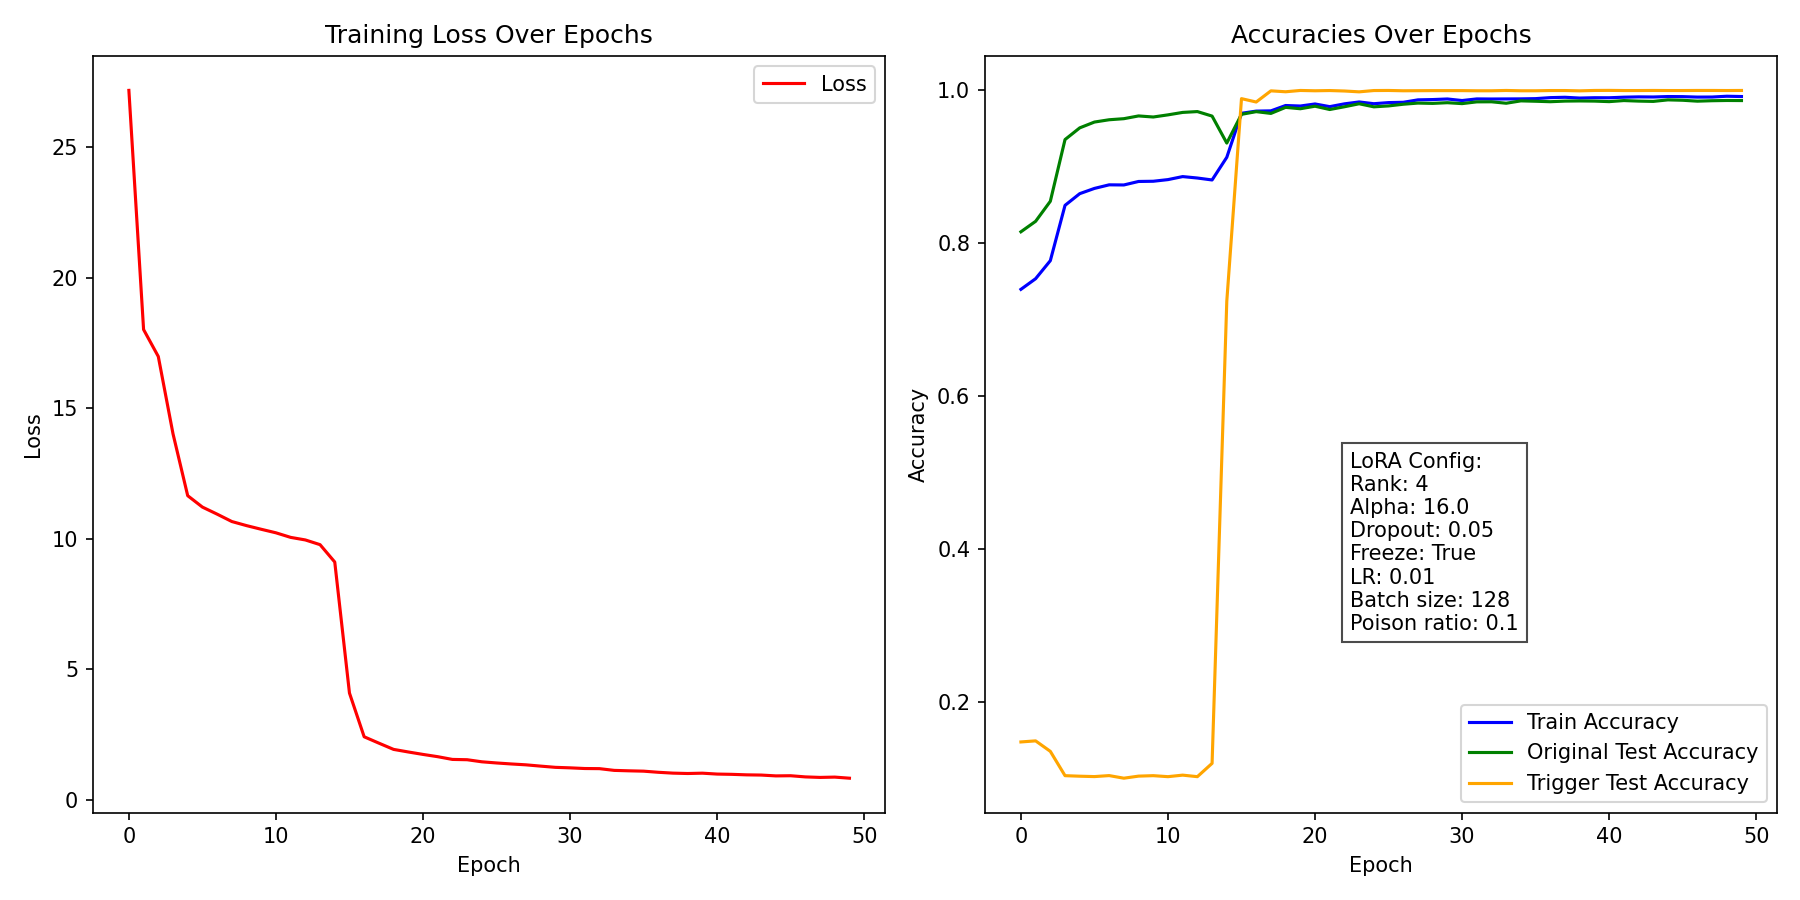 Training Loss Over Epochs
Loss
25
20
15
10
5
0
Loss
0 10 20 30 40 50
Epoch
Accuracies Over Epochs
1.0
0.8
0.6
0.4
0.2
Accuracy
LoRA Config:
Rank: 4
Alpha: 16.0
Dropout: 0.05
Freeze: True
LR: 0.01
Batch size: 128
Poison ratio: 0.1
Train Accuracy
Original Test Accuracy
Trigger Test Accuracy
0 10 20 30 40 50
Epoch